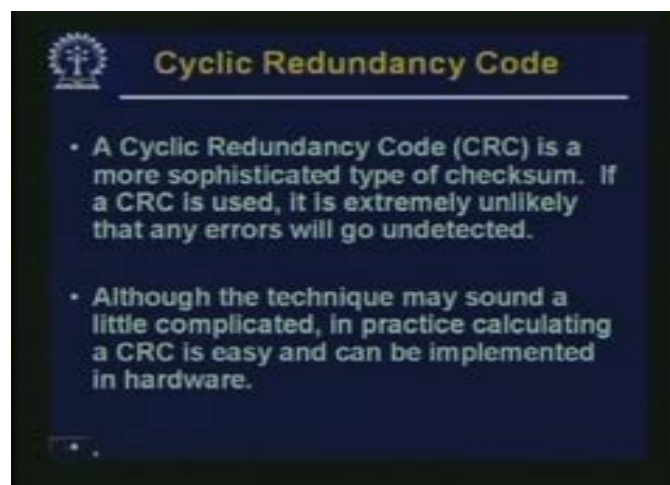 Cyclic Redundancy Code
• A Cyclic Redundancy Code (CRC) is a
more sophisticated type of checksum. If
a CRC is used, it is extremely unlikely
that any errors will go undetected.
• Although the technique may sound a
little complicated, in practice calculating
a CRC is easy and can be implemented
in hardware.